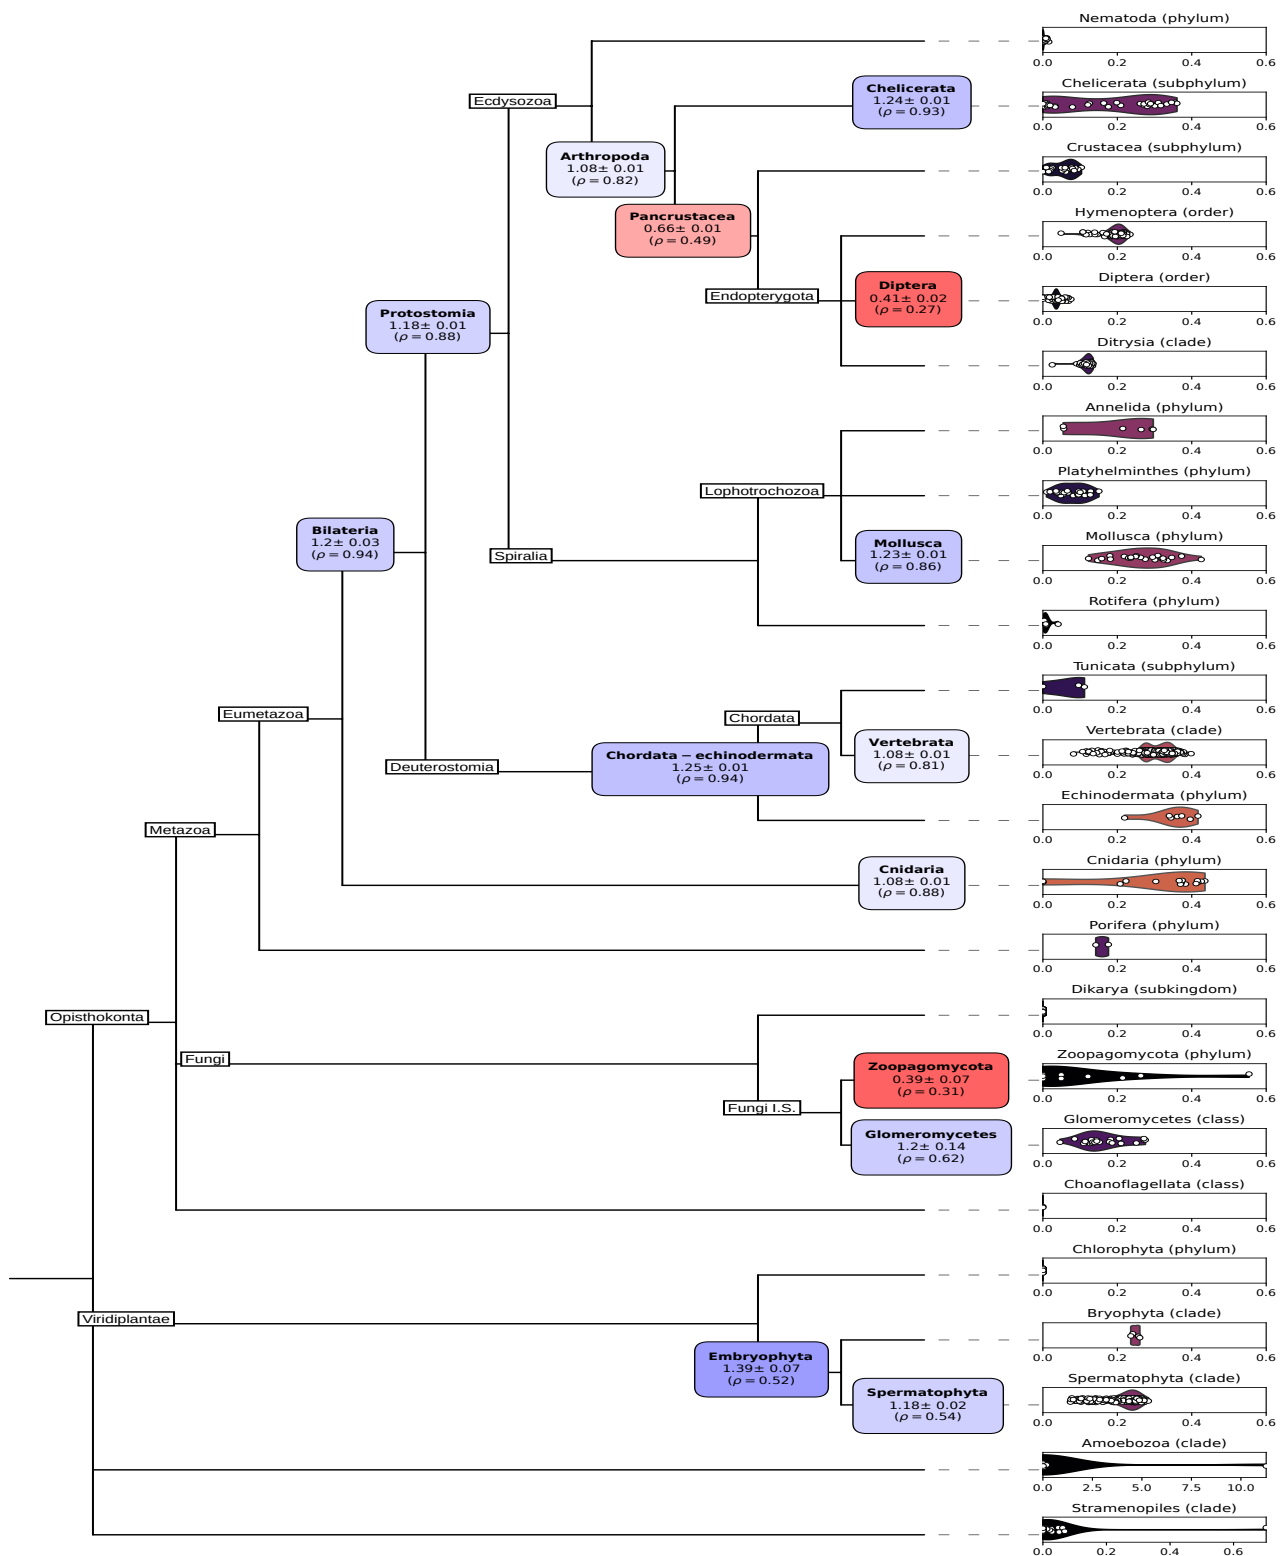 Nematoda (phylum)
0.0 0.2 0.4 0.6
Ecdysozoa
Chelicerata
1.24± 0.01
(ρ = 0.93)
Chelicerata (subphylum)
0.0 0.2 0.4 0.6
Arthropoda
1.08± 0.01
(ρ = 0.82)
Crustacea (subphylum)
0.0 0.2 0.4 0.6
Pancrustacea
0.66± 0.01
(ρ = 0.49)
Hymenoptera (order)
0.0 0.2 0.4 0.6
Endopterygota
Diptera
0.41± 0.02
(ρ = 0.27)
Diptera (order)
0.0 0.2 0.4 0.6
Protostomia
1.18± 0.01
(ρ = 0.88)
Ditrysia (clade)
0.0 0.2 0.4 0.6
Annelida (phylum)
0.0 0.2 0.4 0.6
Lophotrochozoa
Platyhelminthes (phylum)
0.0 0.2 0.4 0.6
Bilateria
1.2± 0.03
(ρ = 0.94)
Spiralia
Mollusca
1.23± 0.01
(ρ = 0.86)
Mollusca (phylum)
0.0 0.2 0.4 0.6
Rotifera (phylum)
0.0 0.2 0.4 0.6
Tunicata (subphylum)
0.0 0.2 0.4 0.6
Eumetazoa
Chordata
Vertebrata
1.08± 0.01
(ρ = 0.81)
Vertebrata (clade)
0.0 0.2 0.4 0.6
Deuterostomia
Chordata – echinodermata
1.25± 0.01
(ρ = 0.94)
Echinodermata (phylum)
0.0 0.2 0.4 0.6
Metazoa
Cnidaria
1.08± 0.01
(ρ = 0.88)
Cnidaria (phylum)
0.0 0.2 0.4 0.6
Porifera (phylum)
0.0 0.2 0.4 0.6
Opisthokonta
Dikarya (subkingdom)
0.0 0.2 0.4 0.6
Fungi
Zoopagomycota
0.39± 0.07
(ρ = 0.31)
Zoopagomycota (phylum)
0.0 0.2 0.4 0.6
Fungi I.S.
Glomeromycetes
1.2± 0.14
(ρ = 0.62)
Glomeromycetes (class)
0.0 0.2 0.4 0.6
Choanoflagellata (class)
0.0 0.2 0.4 0.6
Chlorophyta (phylum)
0.0 0.2 0.4 0.6
Viridiplantae
Bryophyta (clade)
0.0 0.2 0.4 0.6
Embryophyta
1.39± 0.07
(ρ = 0.52)
Spermatophyta
1.18± 0.02
(ρ = 0.54)
Spermatophyta (clade)
0.0 0.2 0.4 0.6
Amoebozoa (clade)
0.0 2.5 5.0 7.5 10.0
Stramenopiles (clade)
0.0 0.2 0.4 0.6